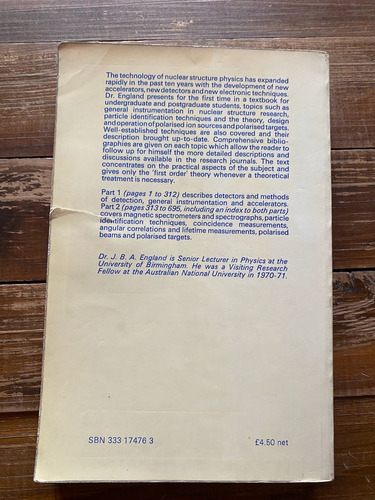 The technology of nuclear structure physics has expanded
rapidly in the past ten years with the development of new
accelerators, new detectors and new electronic techniques.
Dr. England presents for the first time in a textbook for
undergraduate and postgraduate students, topics such as
general instrumentation in nuclear structure research,
particle identification techniques and the theory, design
and operation of polarised ion sources and polarised targets.
Well-established techniques are also covered and their
description brought up-to-date. Comprehensive biblio-
graphies are given on each topic which allow the reader to
follow up for himself the more detailed descriptions and
discussions available in the research journals. The text
concentrates on the practical aspects of the subject and
gives only the 'first order' theory whenever a theoretical
treatment is necessary.
Part 1 (pages 1 to 312) describes detectors and methods
of detection, general instrumentation and accelerators.
Part 2 (pages 313 to 695, including an index to both parts)
covers magnetic spectrometers and spectrographs, particle
identification techniques, coincidence measurements,
angular correlations and lifetime measurements, polarised
beams and polarised targets.
Dr. J. B. A. England is Senior Lecturer in Physics at the
University of Birmingham. He was a Visiting Research
Fellow at the Australian National University in 1970-71.
SBN 333 17476 3
£4.50 net